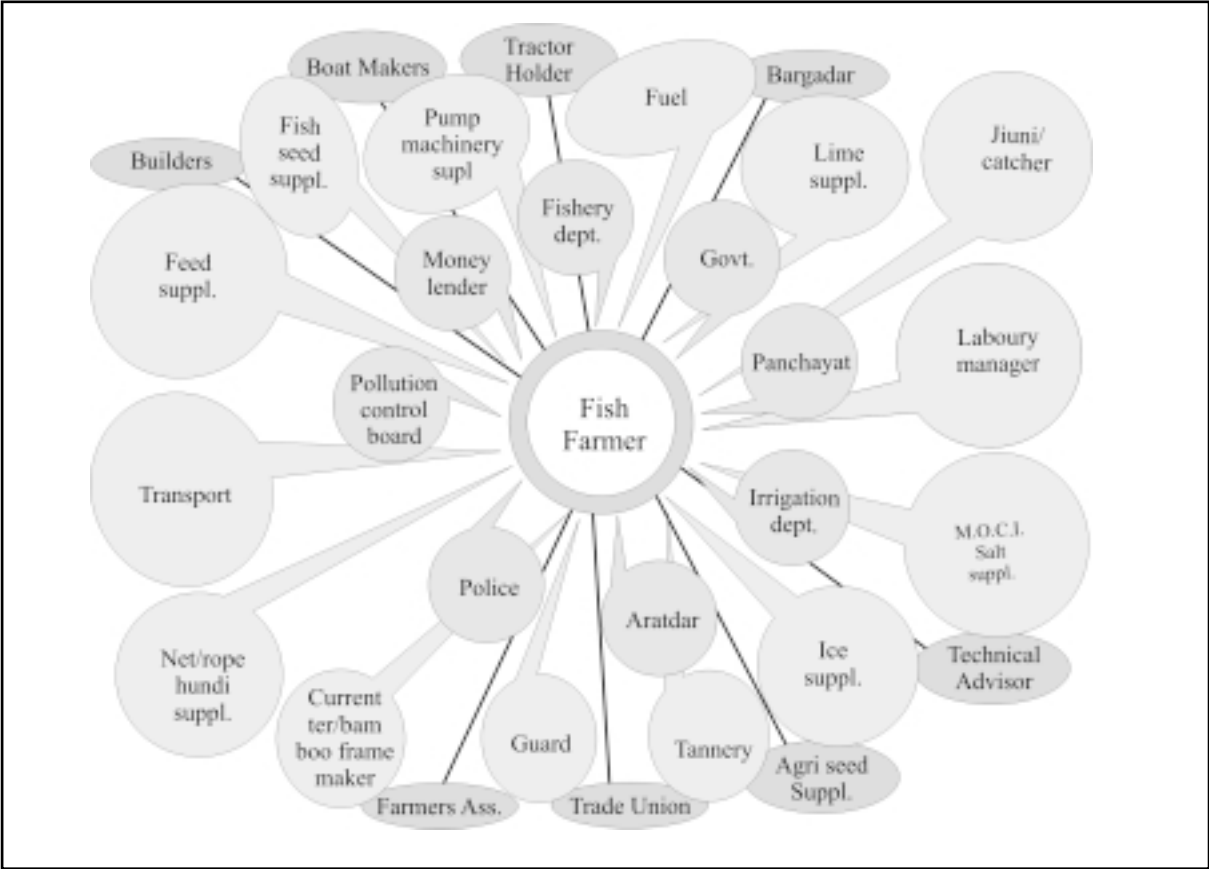 Boat Makers
Tractor
Holder
Fuel
Bargadar
Builders
Fish
seed
suppl.
Pump
machinery
supl
Lime
suppl.
Jiuni/
catcher
Fishery
dept.
Feed
suppl.
Money
lender
Govt.
Panchayat
Laboury
manager
Pollution
control
board
Fish
Farmer
Transport
Irrigation
dept.
M.O.C.I.
Salt
suppl.
Police
Aratdar
Net/rope
hundi
suppl.
Ice
suppl.
Technical
Advisor
Current
ter/bam
boo frame
maker
Guard
Tannery
Agri seed
Suppl.
Farmers Ass.
Trade Union